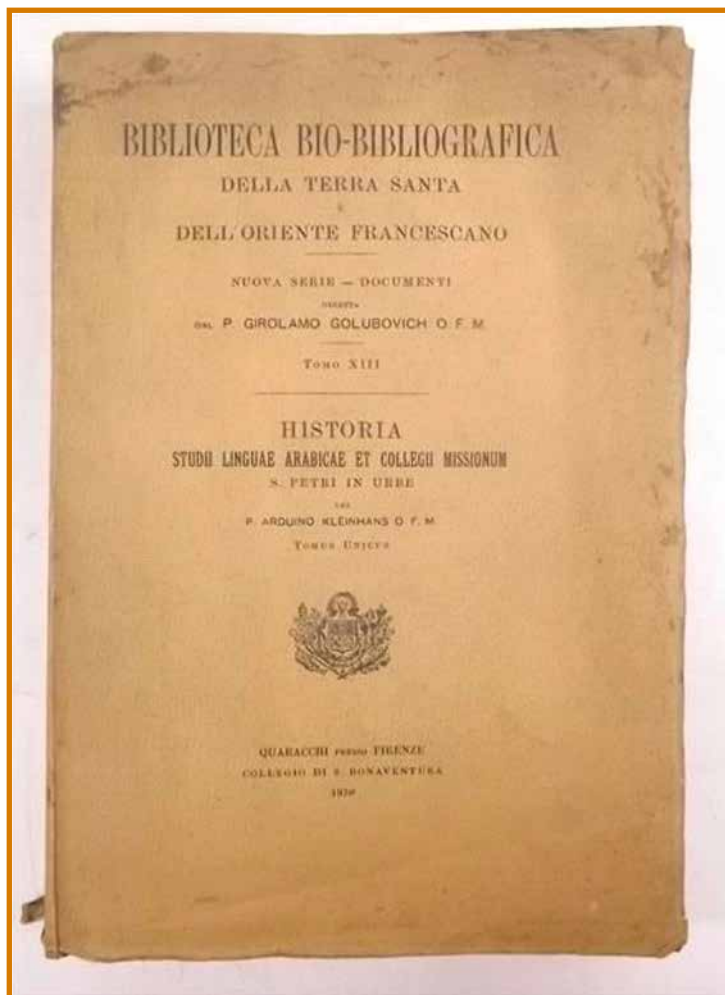 BIBLIOTECA BIO-BIBLIOGRAFICA
DELLA TERRA SANTA
E
DELL'ORIENTE FRANCESCANO
NUOVA SERIE — DOCUMENTI
DIRETTA
DAL P. GIROLAMO GOLUBOVICH O. F. M.
TOMO XIII
HISTORIA
STUDII LINGUAE ARABICAE ET COLLEGII MISSIONUM
S. PETRI IN URBE
P. ARDUINO KLEINHANS O. F. M.
TOMUS UNICUS
QUARACCHI PRESSO FIRENZE
COLLEGIO DI S. BONAVENTURA